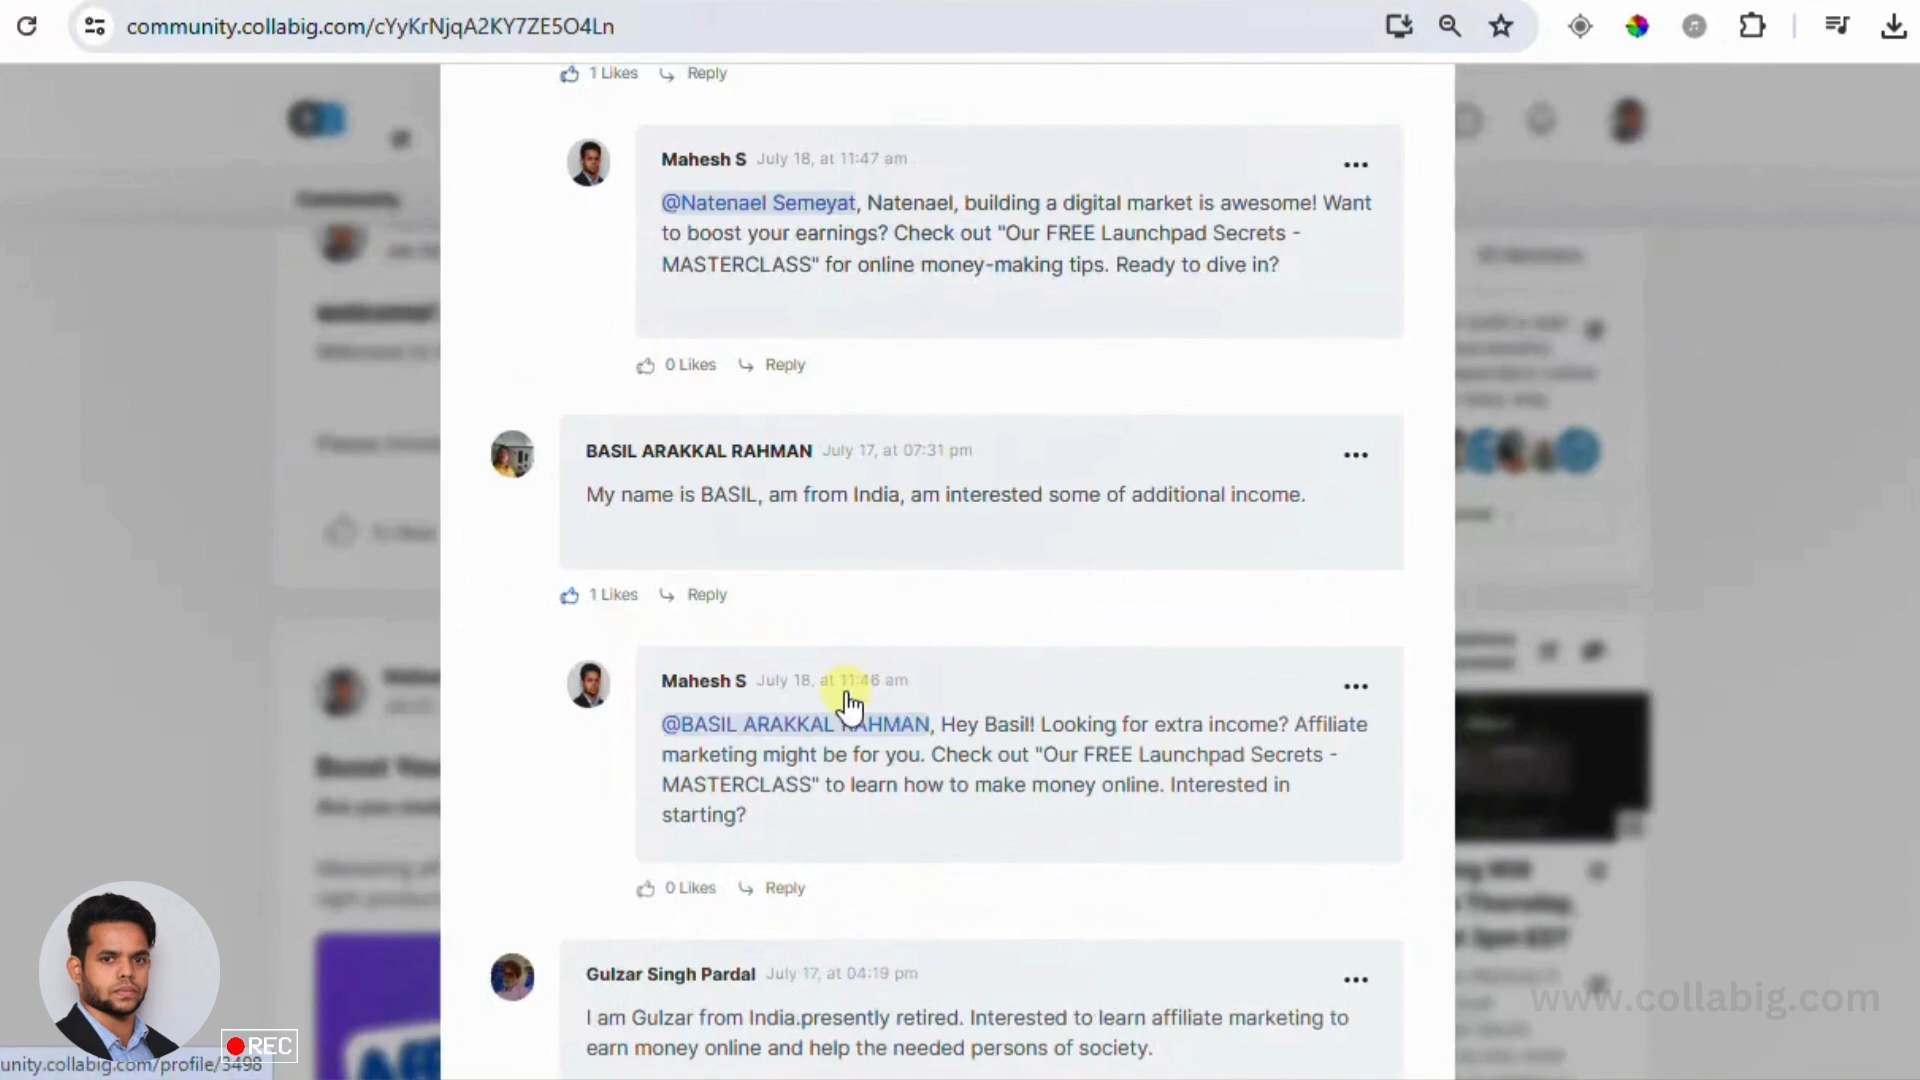 community.collabig.com/cYyKrNjqA2KY7ZE5O4Ln
1 Likes Reply
Mahesh S July 18, at 11:47 am
@Natenael Semeyat, Natenael, building a digital market is awesome! Want
to boost your earnings? Check out "Our FREE Launchpad Secrets -
MASTERCLASS" for online money-making tips. Ready to dive in?
0 Likes Reply
BASIL ARAKKAL RAHMAN July 17, at 07:31 pm
My name is BASIL, am from India, am interested some of additional income.
1 Likes Reply
Mahesh S July 18, at 11:46 am
@BASIL ARAKKAL RAHMAN, Hey Basil! Looking for extra income? Affiliate
marketing might be for you. Check out "Our FREE Launchpad Secrets -
MASTERCLASS" to learn how to make money online. Interested in
starting?
0 Likes Reply
Gulzar Singh Pardal July 17, at 04:19 pm
I am Gulzar from India.presently retired. Interested to learn affiliate marketing to
earn money online and help the needed persons of society.
www.collabig.com
REC
unity.collabig.com/profile/3498